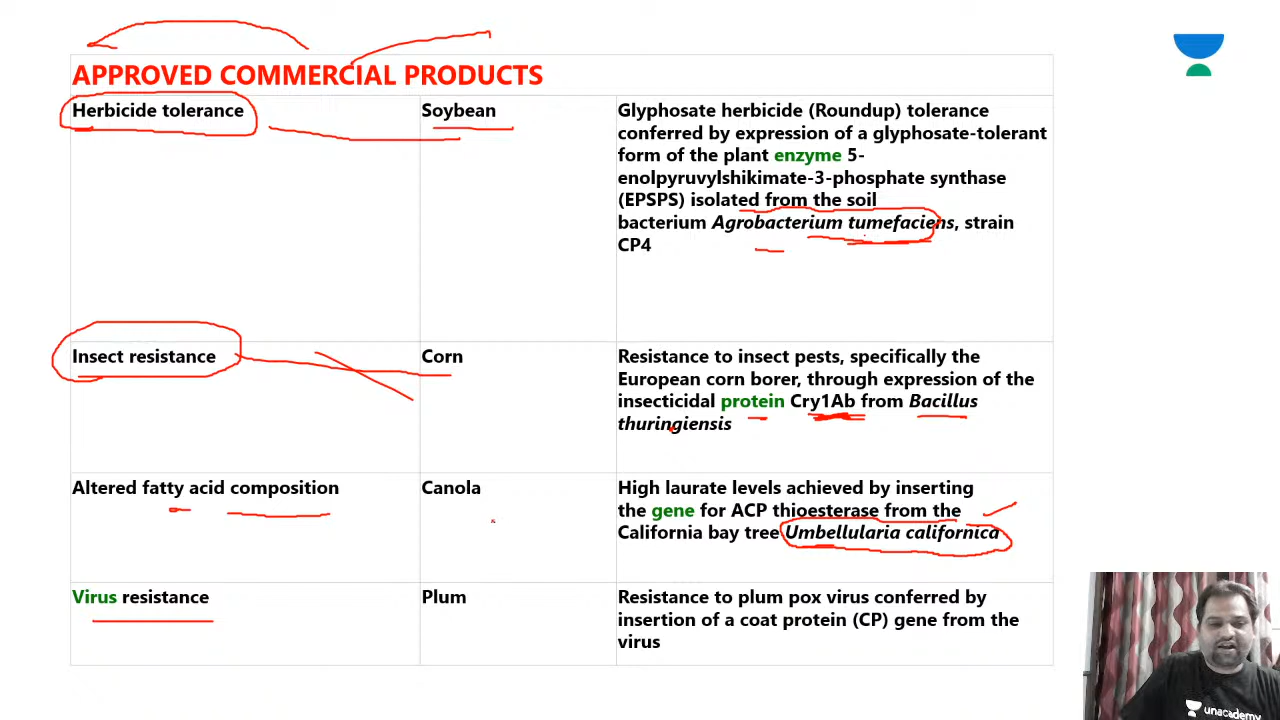 APPROVED COMMERCIAL PRODUCTS
Herbicide tolerance
Soybean
Glyphosate herbicide (Roundup) tolerance
conferred by expression of a glyphosate-tolerant
form of the plant enzyme 5-
enolpyruvylshikimate-3-phosphate synthase
(EPSPS) isolated from the soil
bacterium Agrobacterium tumefaciens, strain
CP4
Insect resistance
Corn
Resistance to insect pests, specifically the
European corn borer, through expression of the
insecticidal protein Cry1Ab from Bacillus
thuringiensis
Altered fatty acid composition
Canola
High laurate levels achieved by inserting
the gene for ACP thioesterase from the
California bay tree Umbellularia californica
Virus resistance
Plum
Resistance to plum pox virus conferred by
insertion of a coat protein (CP) gene from the
virus
unacademy